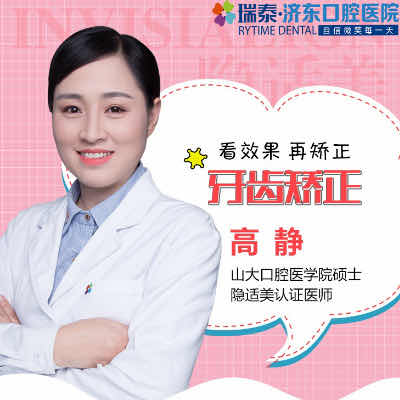 瑞泰·济东口腔医院
RYTIME DENTAL 自信微笑每一天
看效果 再矫正
牙齿矫正
高静
山大口腔医学院硕士
隐适美认证医师